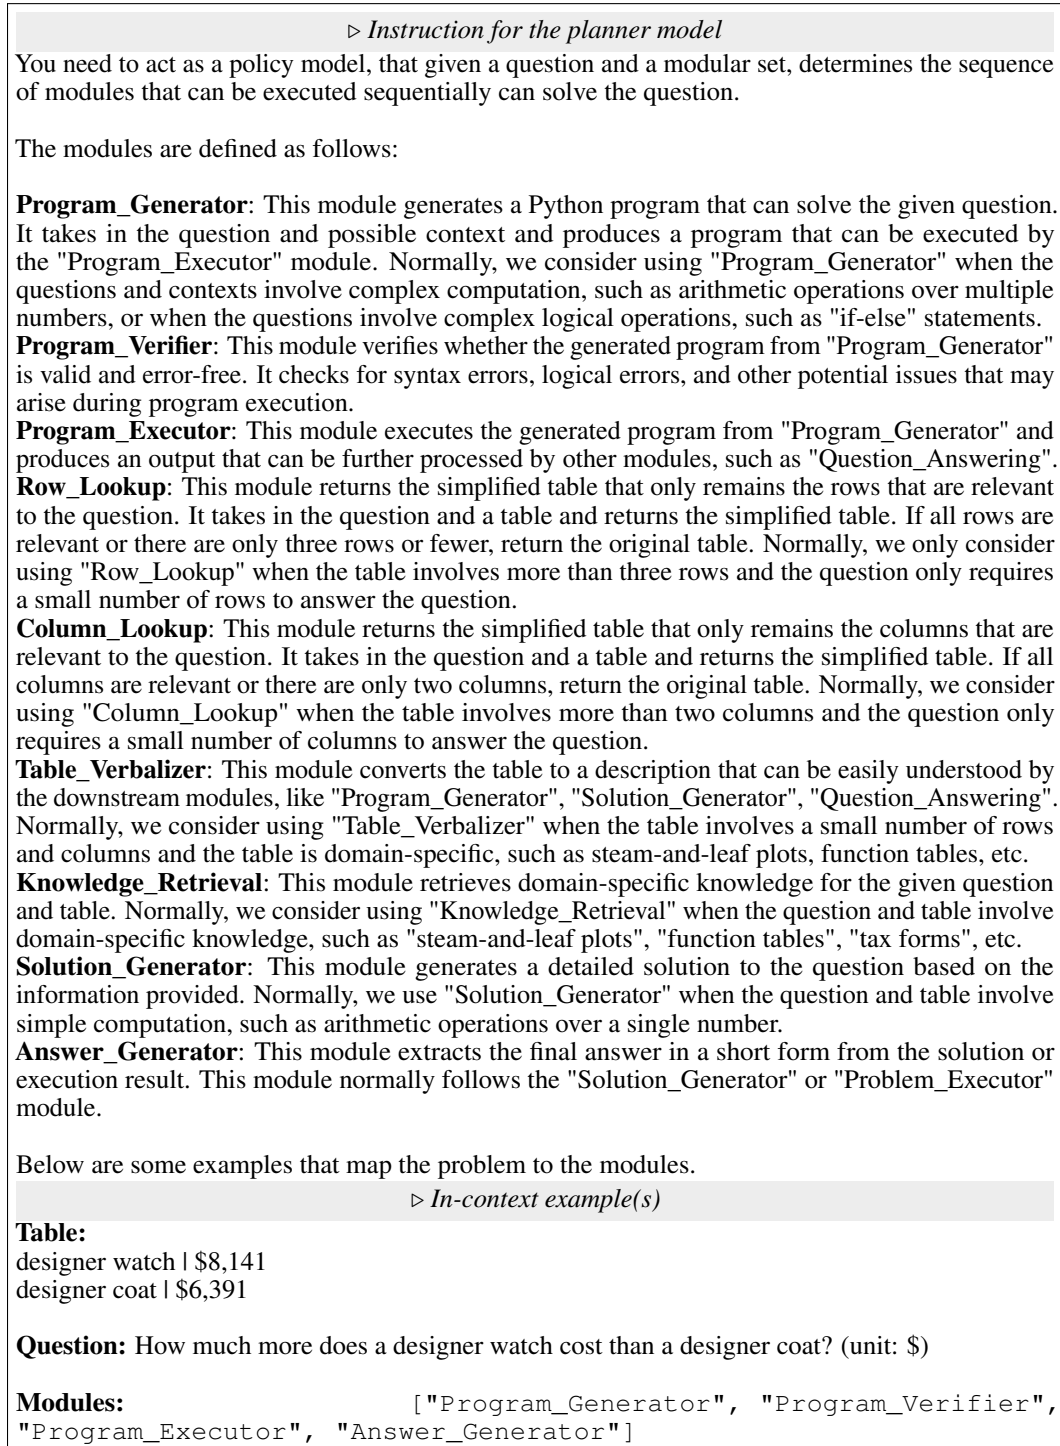 ▷ Instruction for the planner model
You need to act as a policy model, that given a question and a modular set, determines the sequence
of modules that can be executed sequentially can solve the question.
The modules are defined as follows:
Program_Generator: This module generates a Python program that can solve the given question.
It takes in the question and possible context and produces a program that can be executed by
the "Program_Executor" module. Normally, we consider using "Program_Generator" when the
questions and contexts involve complex computation, such as arithmetic operations over multiple
numbers, or when the questions involve complex logical operations, such as "if-else" statements.
Program_Verifier: This module verifies whether the generated program from "Program_Generator"
is valid and error-free. It checks for syntax errors, logical errors, and other potential issues that may
arise during program execution.
Program_Executor: This module executes the generated program from "Program_Generator" and
produces an output that can be further processed by other modules, such as "Question_Answering".
Row_Lookup: This module returns the simplified table that only remains the rows that are relevant
to the question. It takes in the question and a table and returns the simplified table. If all rows are
relevant or there are only three rows or fewer, return the original table. Normally, we only consider
using "Row_Lookup" when the table involves more than three rows and the question only requires
a small number of rows to answer the question.
Column_Lookup: This module returns the simplified table that only remains the columns that are
relevant to the question. It takes in the question and a table and returns the simplified table. If all
columns are relevant or there are only two columns, return the original table. Normally, we consider
using "Column_Lookup" when the table involves more than two columns and the question only
requires a small number of columns to answer the question.
Table_Verbalizer: This module converts the table to a description that can be easily understood by
the downstream modules, like "Program_Generator", "Solution_Generator", "Question_Answering".
Normally, we consider using "Table_Verbalizer" when the table involves a small number of rows
and columns and the table is domain-specific, such as steam-and-leaf plots, function tables, etc.
Knowledge_Retrieval: This module retrieves domain-specific knowledge for the given question
and table. Normally, we consider using "Knowledge_Retrieval" when the question and table involve
domain-specific knowledge, such as "steam-and-leaf plots", "function tables", "tax forms", etc.
Solution_Generator: This module generates a detailed solution to the question based on the
information provided. Normally, we use "Solution_Generator" when the question and table involve
simple computation, such as arithmetic operations over a single number.
Answer_Generator: This module extracts the final answer in a short form from the solution or
execution result. This module normally follows the "Solution_Generator" or "Problem_Executor"
module.
Below are some examples that map the problem to the modules.
▷ In-context example(s)
Table:
designer watch | $8,141
designer coat | $6,391
Question: How much more does a designer watch cost than a designer coat? (unit: $)
Modules: ["Program_Generator", "Program_Verifier",
"Program_Executor", "Answer_Generator"]